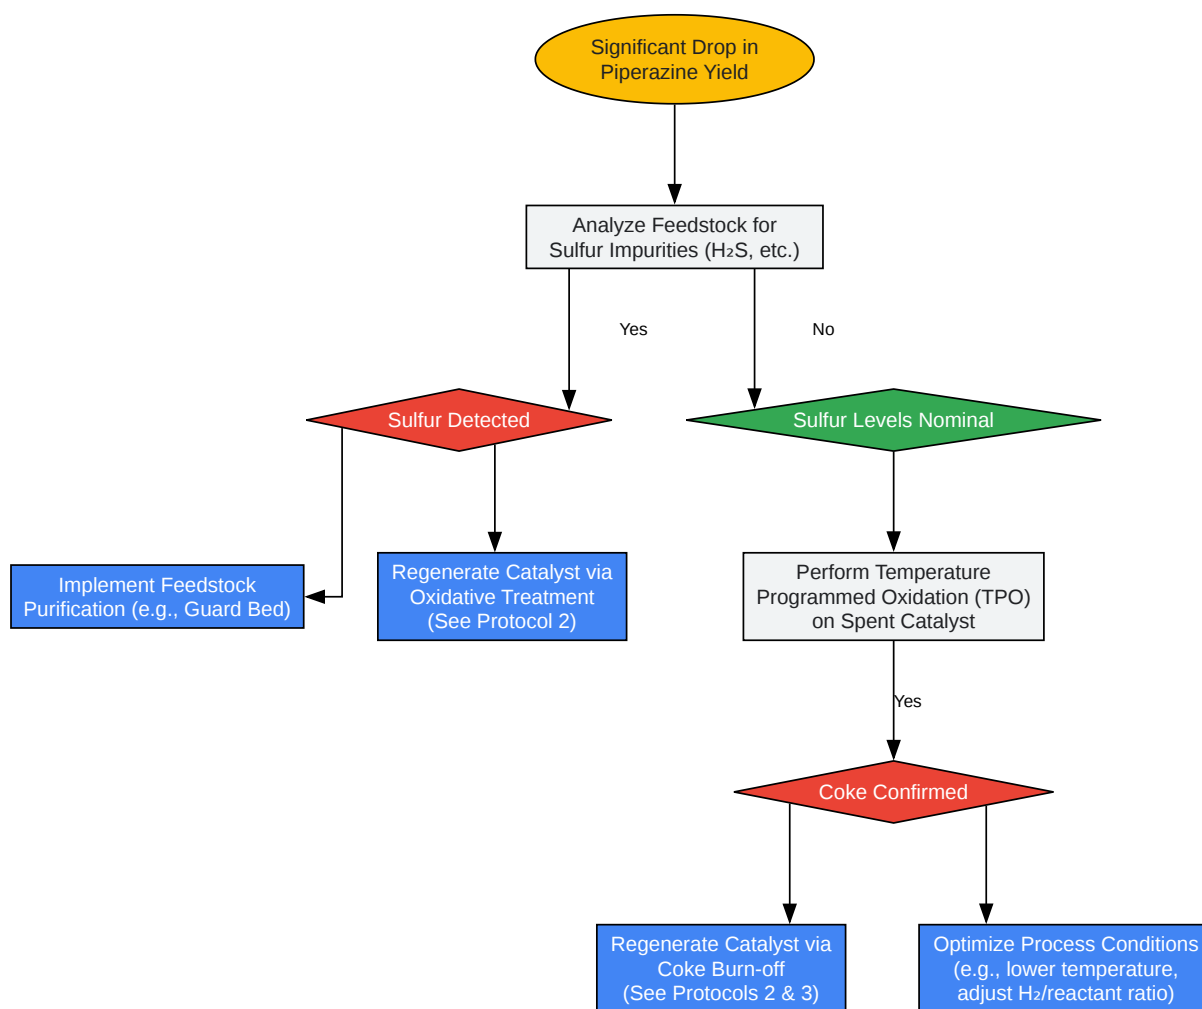 Significant Drop in
Piperazine Yield
Analyze Feedstock for
Sulfur Impurities (H₂S, etc.)
Yes
No
Sulfur Detected
Sulfur Levels Nominal
Implement Feedstock
Purification (e.g., Guard Bed)
Regenerate Catalyst via
Oxidative Treatment
(See Protocol 2)
Perform Temperature
Programmed Oxidation (TPO)
on Spent Catalyst
Yes
Coke Confirmed
Regenerate Catalyst via
Coke Burn-off
(See Protocols 2 & 3)
Optimize Process Conditions
(e.g., lower temperature,
adjust H₂/reactant ratio)